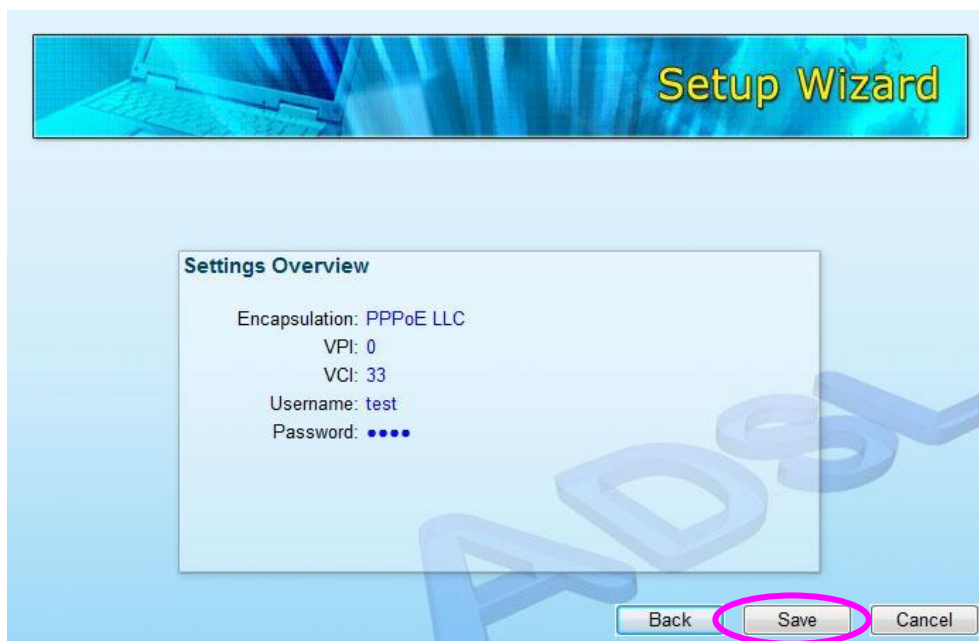 Setup Wizard
Settings Overview
Encapsulation: PPPoE LLC
VPI: 0
VCI: 33
Username: test
Password: ●●●●
ADSL
Back Save Cancel